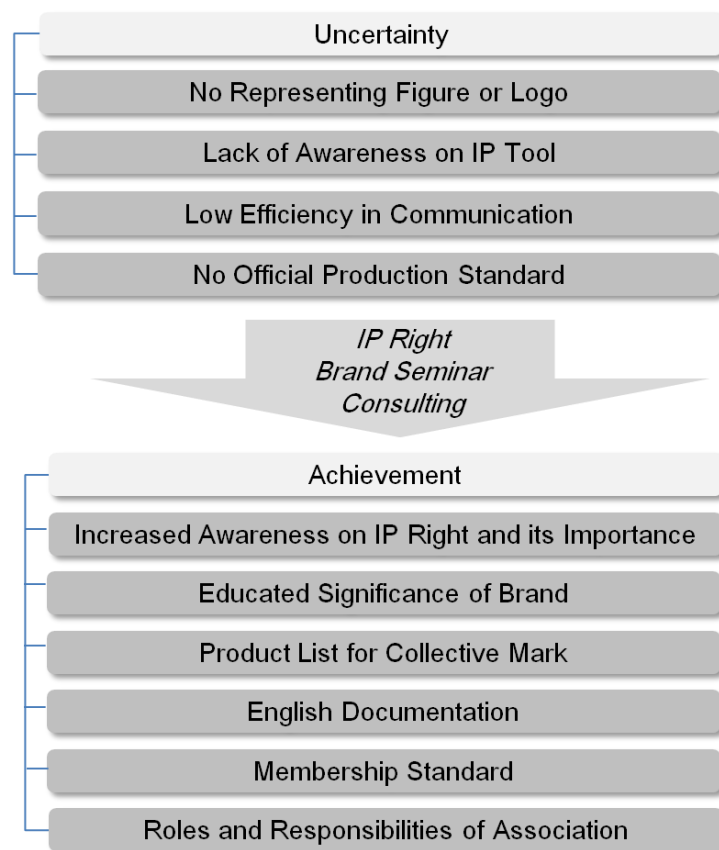 Uncertainty
No Representing Figure or Logo
Lack of Awareness on IP Tool
Low Efficiency in Communication
No Official Production Standard
IP Right
Brand Seminar
Consulting
Achievement
Increased Awareness on IP Right and its Importance
Educated Significance of Brand
Product List for Collective Mark
English Documentation
Membership Standard
Roles and Responsibilities of Association